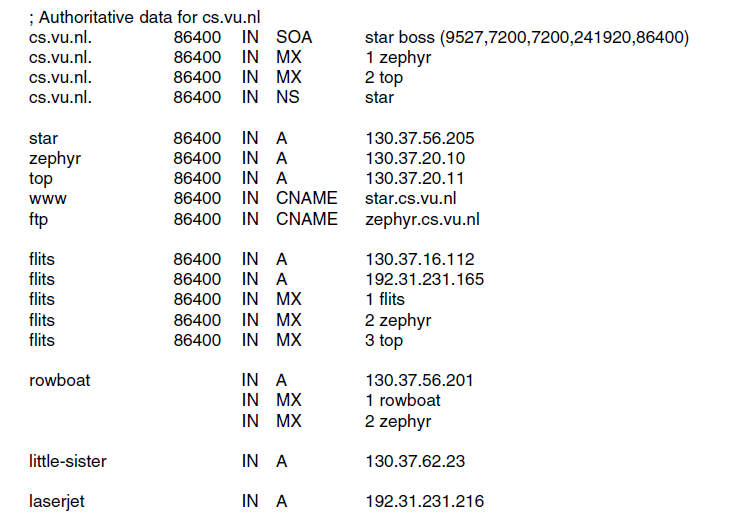 ; Authoritative data for cs.vu.nl
cs.vu.nl. 86400 IN SOA star boss (9527,7200,7200,241920,86400)
cs.vu.nl. 86400 IN MX 1 zephyr
cs.vu.nl. 86400 IN MX 2 top
cs.vu.nl. 86400 IN NS star
star 86400 IN A 130.37.56.205
zephyr 86400 IN A 130.37.20.10
top 86400 IN A 130.37.20.11
www 86400 IN CNAME star.cs.vu.nl
ftp 86400 IN CNAME zephyr.cs.vu.nl
flits 86400 IN A 130.37.16.112
flits 86400 IN A 192.31.231.165
flits 86400 IN MX 1 flits
flits 86400 IN MX 2 zephyr
flits 86400 IN MX 3 top
rowboat IN A 130.37.56.201
IN MX 1 rowboat
IN MX 2 zephyr
little-sister IN A 130.37.62.23
laserjet IN A 192.31.231.216